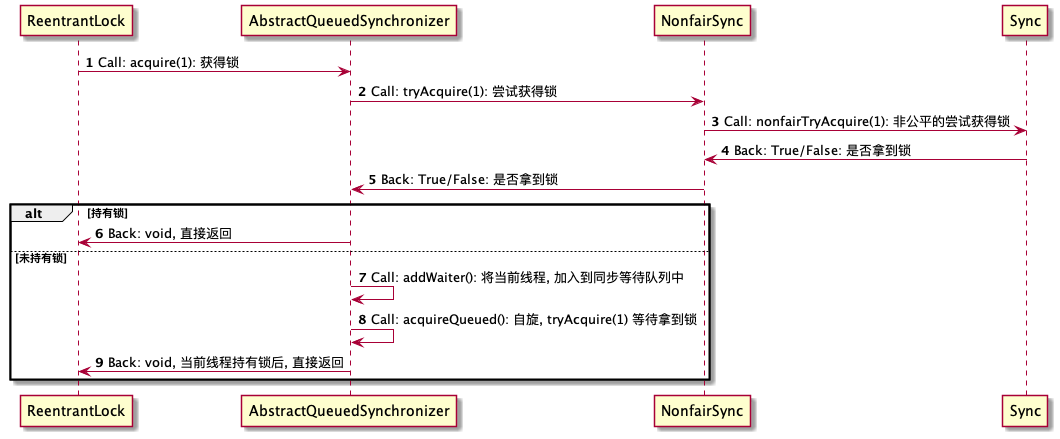 ReentrantLock AbstractQueuedSynchronizer NonfairSync Sync
1 Call: acquire(1): 获得锁
2 Call: tryAcquire(1): 尝试获得锁
3 Call: nonfairTryAcquire(1): 非公平的尝试获得锁
4 Back: True/False: 是否拿到锁
5 Back: True/False: 是否拿到锁
alt [持有锁]
6 Back: void, 直接返回
[未持有锁]
7 Call: addWaiter(): 将当前线程, 加入到同步等待队列中
8 Call: acquireQueued(): 自旋, tryAcquire(1) 等待拿到锁
9 Back: void, 当前线程持有锁后, 直接返回
ReentrantLock AbstractQueuedSynchronizer NonfairSync Sync